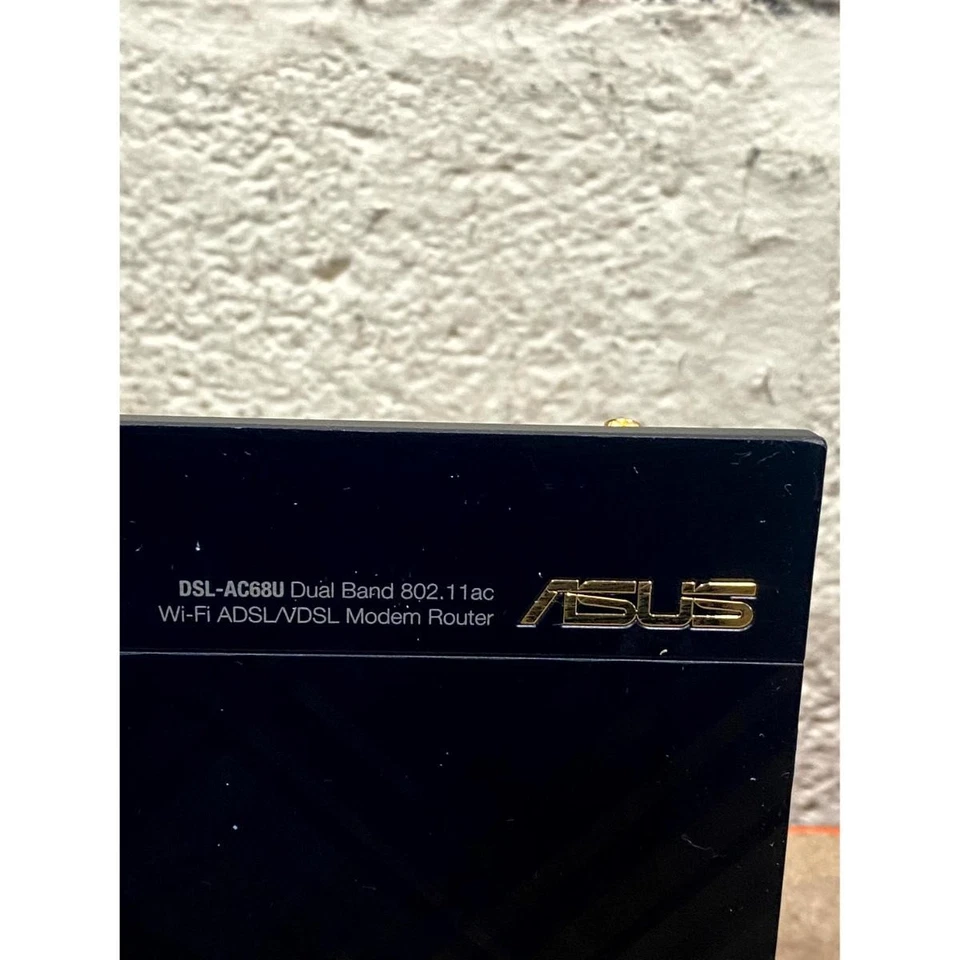 DSL-AC68U Dual Band 802.11ac
Wi-Fi ADSL/VDSL Modem Router
ASUS